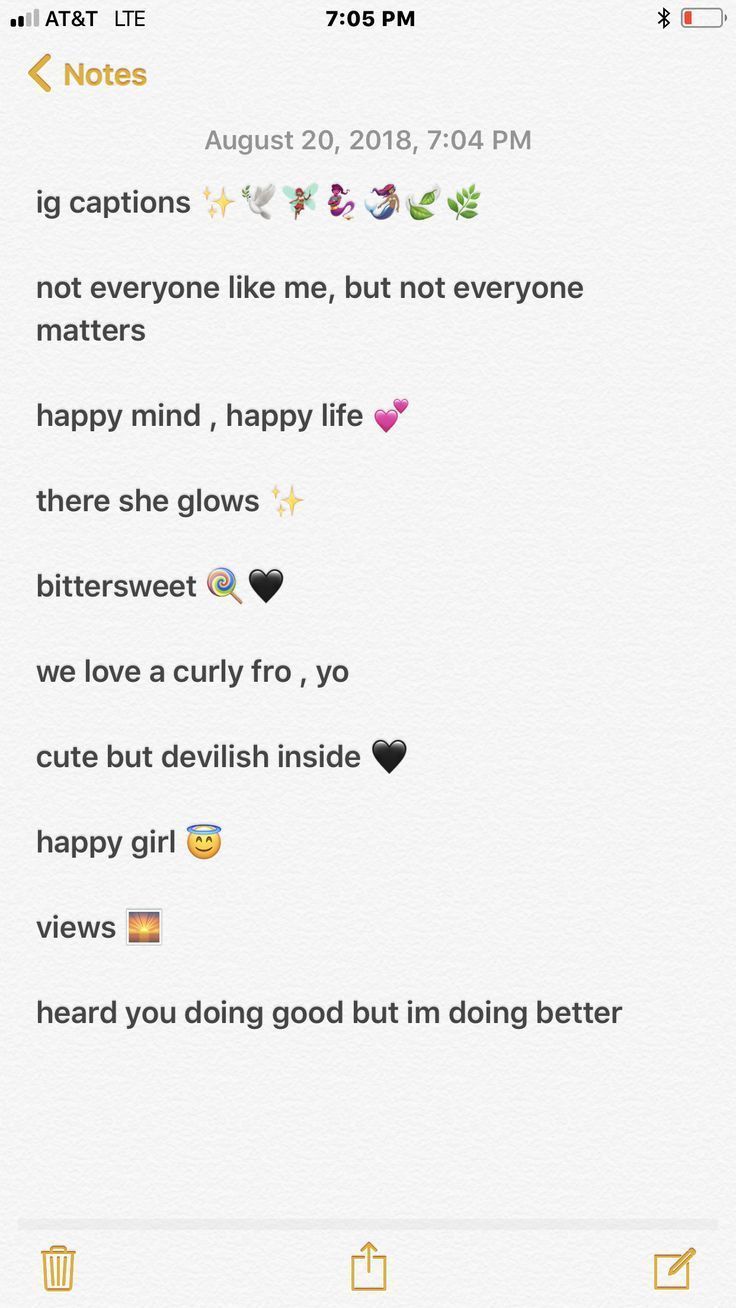 AT&T LTE 7:05 PM
Notes
August 20, 2018, 7:04 PM
ig captions ✨🕊🧚‍♀️🧜‍♂️🧜‍♀️🍃🌿
not everyone like me, but not everyone
matters
happy mind , happy life 💕
there she glows ✨
bittersweet 🍭🖤
we love a curly fro , yo
cute but devilish inside 🖤
happy girl 😇
views 🌅
heard you doing good but im doing better